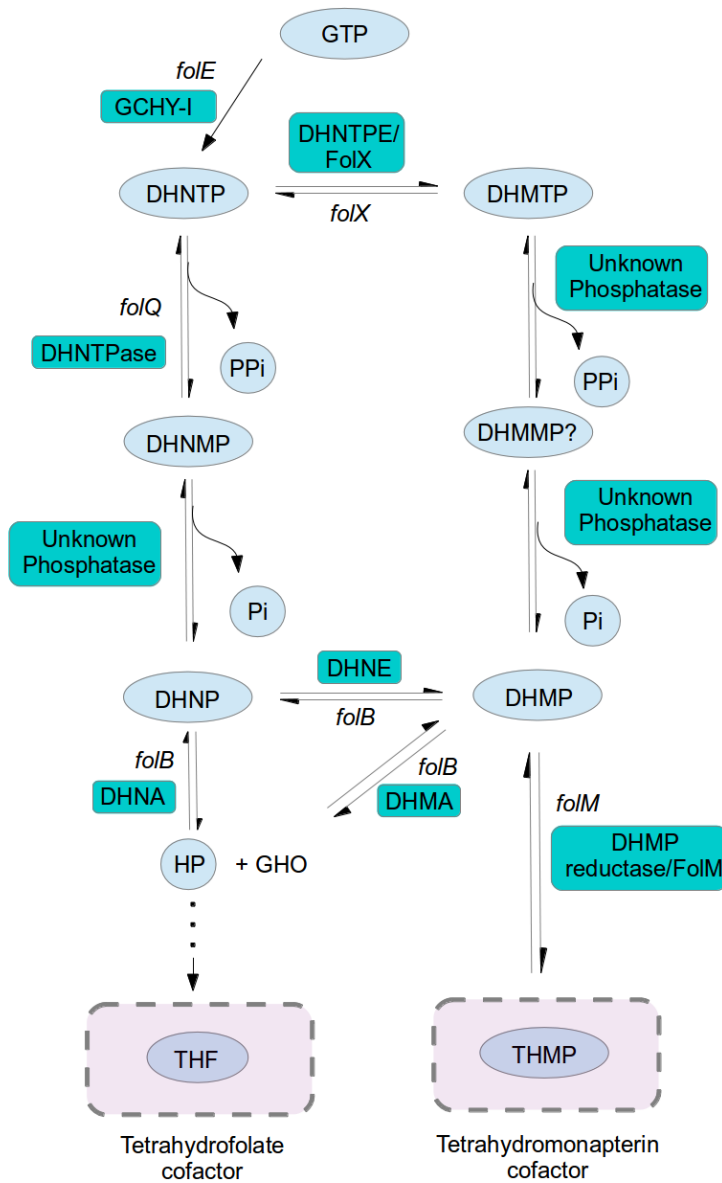 GTP
folE
GCHY-I
DHNTPE/
FolX
DHNTP
DHMTP
folX
Unknown
Phosphatase
folQ
DHNTPase
PPi
PPi
DHNMP
DHMMP?
Unknown
Phosphatase
Unknown
Phosphatase
Pi
Pi
DHNE
DHNP
DHMP
folB
folB
DHNA
folB
DHMA
folM
DHMP
reductase/FolM
HP + GHO
THF
THMP
Tetrahydrofolate
cofactor
Tetrahydromonapterin
cofactor